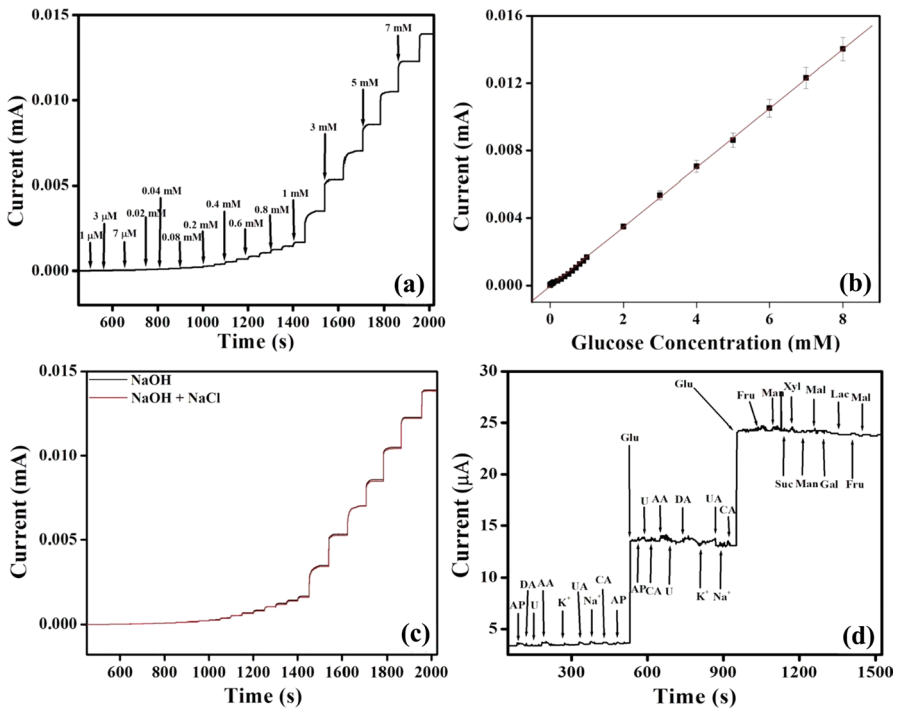 0.015
0.010
0.005
0.000
Current (mA)
1 μM
3 μM
7 μM
0.02 mM
0.04 mM
0.08 mM
0.2 mM
0.4 mM
0.6 mM
0.8 mM
1 mM
3 mM
5 mM
7 mM
(a)
600 800 1000 1200 1400 1600 1800 2000
Time (s)
0.016
0.012
0.008
0.004
0.000
Current (mA)
(b)
0 2 4 6 8
Glucose Concentration (mM)
0.015
0.010
0.005
0.000
Current (mA)
NaOH
NaOH + NaCl
(c)
600 800 1000 1200 1400 1600 1800 2000
Time (s)
30
25
20
15
10
5
Current (μA)
Glu
Fru Man Xyl Mal Lac Mal
Suc Man Gal Fru
Glu
U AA DA UA CA
AP CA U K⁺ Na⁺
DA AA UA CA
AP U K⁺ Na⁺ AP
(d)
0 300 600 900 1200 1500
Time (s)